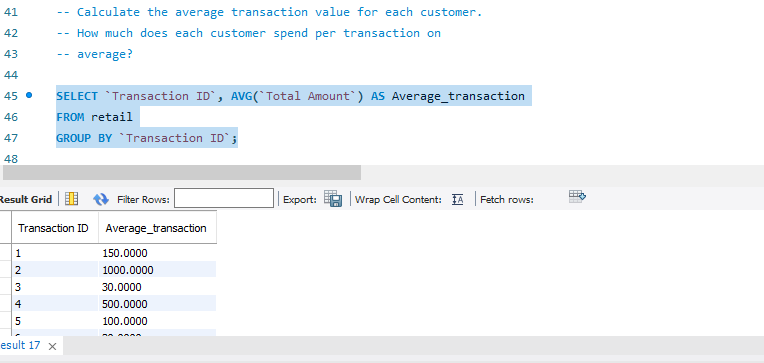 41 -- Calculate the average transaction value for each customer.
42 -- How much does each customer spend per transaction on
43 -- average?
44
45 SELECT `Transaction ID`, AVG(`Total Amount`) AS Average_transaction
46 FROM retail
47 GROUP BY `Transaction ID`;
48
Result Grid Filter Rows: Export: Wrap Cell Content: Fetch rows:
Transaction ID Average_transaction
1 150.0000
2 1000.0000
3 30.0000
4 500.0000
5 100.0000
esult 17 ×